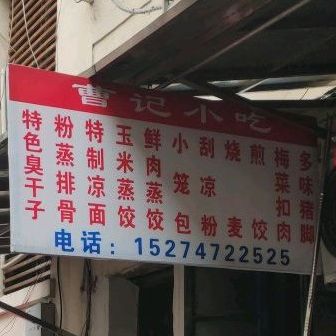 曹记小吃
特色臭干子
粉蒸排骨
特制凉面
玉米蒸饺
鲜肉蒸饺
小笼包
刮凉粉
烧麦
煎饺
梅菜扣肉
多味猪脚
电话：15274722525